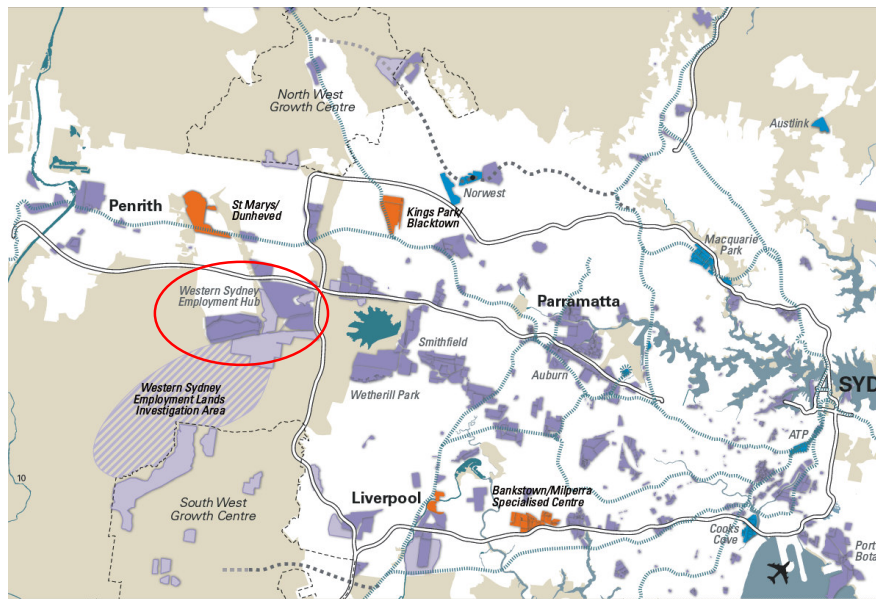 North West
Growth Centre
Austlink
Norwest
Penrith
St Marys/
Dunheved
Kings Park/
Blacktown
Macquarie
Park
Western Sydney
Employment Hub
Parramatta
Smithfield
Auburn
Wetherill Park
SYD
Western Sydney
Employment Lands
Investigation Area
ATP
10
South West
Growth Centre
Liverpool
Bankstown/Milperra
Specialised Centre
Cooks
Cove
Port
Bota